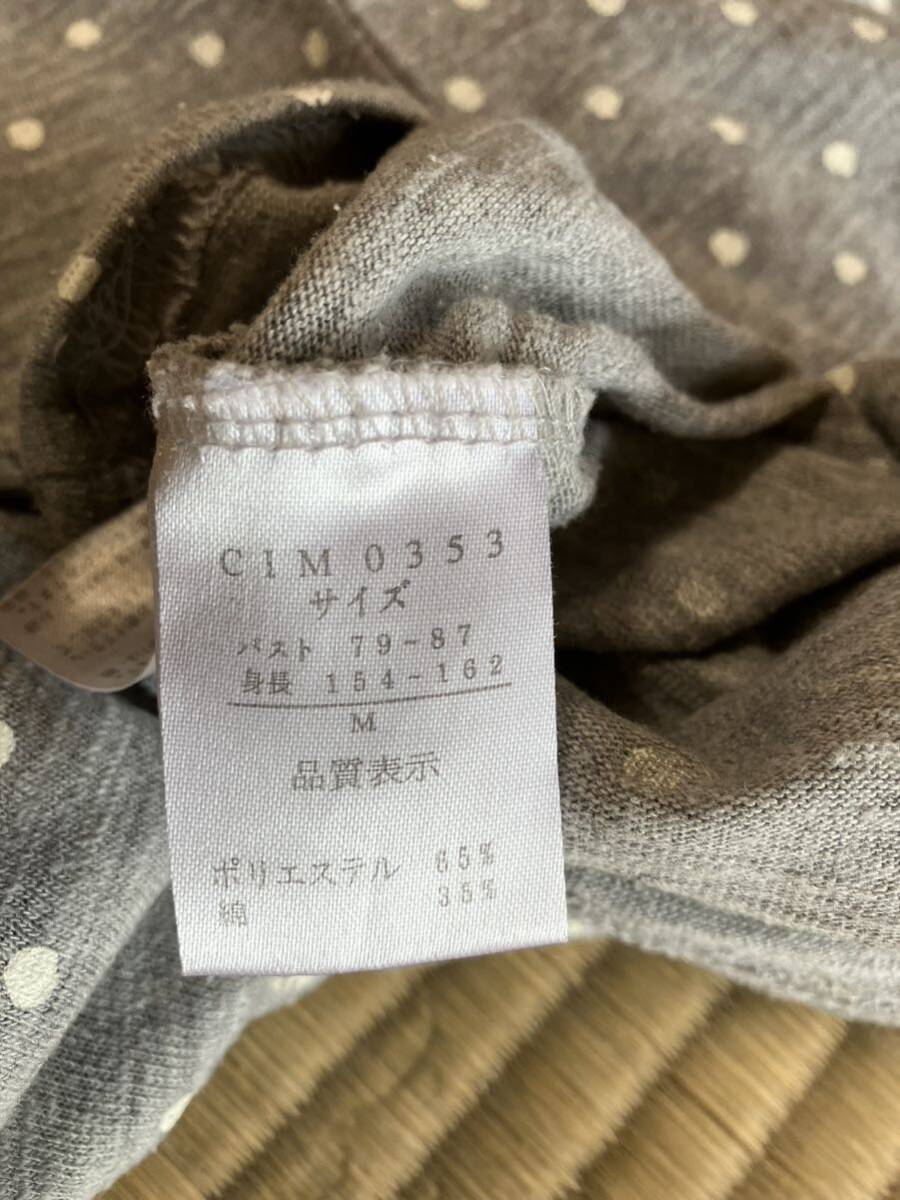 CIM 0353
サイズ
バスト 79-87
身長 154-162
M
品質表示
ポリエステル 65%
綿 35%